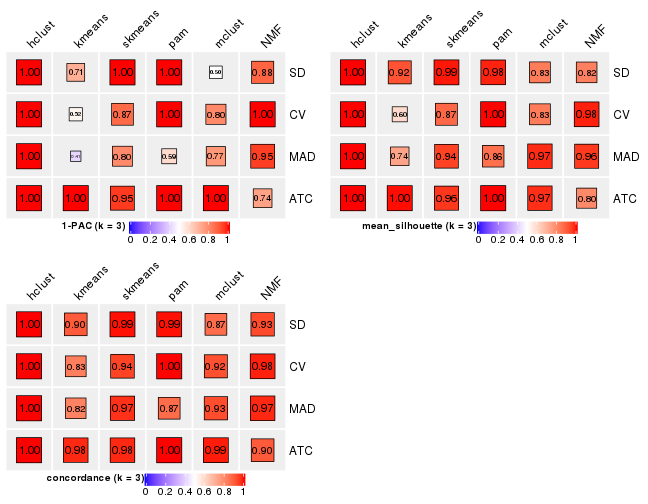 hclust kmeans skmeans pam mclust NMF
1.00 0.71 1.00 1.00 0.50 0.88 SD
1.00 0.52 0.87 1.00 0.80 1.00 CV
1.00 0.41 0.80 0.59 0.77 0.95 MAD
1.00 1.00 0.95 1.00 1.00 0.74 ATC
1-PAC (k = 3)
0 0.2 0.4 0.6 0.8 1
hclust kmeans skmeans pam mclust NMF
1.00 0.92 0.99 0.98 0.83 0.82 SD
1.00 0.60 0.87 1.00 0.83 0.98 CV
1.00 0.74 0.94 0.86 0.97 0.96 MAD
1.00 1.00 0.96 1.00 0.97 0.80 ATC
mean_silhouette (k = 3)
0 0.2 0.4 0.6 0.8 1
hclust kmeans skmeans pam mclust NMF
1.00 0.90 0.99 0.99 0.87 0.93 SD
1.00 0.83 0.94 1.00 0.92 0.98 CV
1.00 0.82 0.97 0.87 0.93 0.97 MAD
1.00 0.98 0.98 1.00 0.99 0.90 ATC
concordance (k = 3)
0 0.2 0.4 0.6 0.8 1